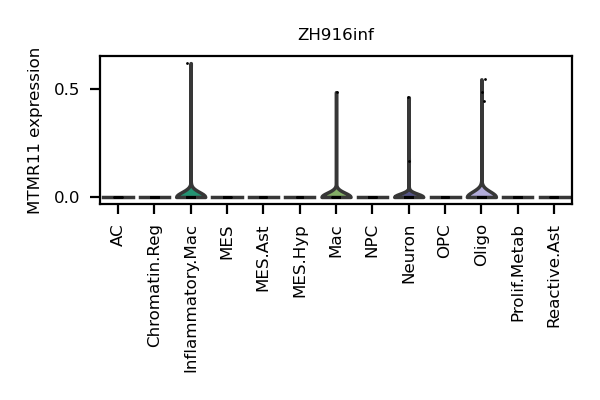 ZH916inf
MTMR11 expression
0.5
0.0
AC
Chromatin.Reg
Inflammatory.Mac
MES
MES.Ast
MES.Hyp
Mac
NPC
Neuron
OPC
Oligo
Prolif.Metab
Reactive.Ast